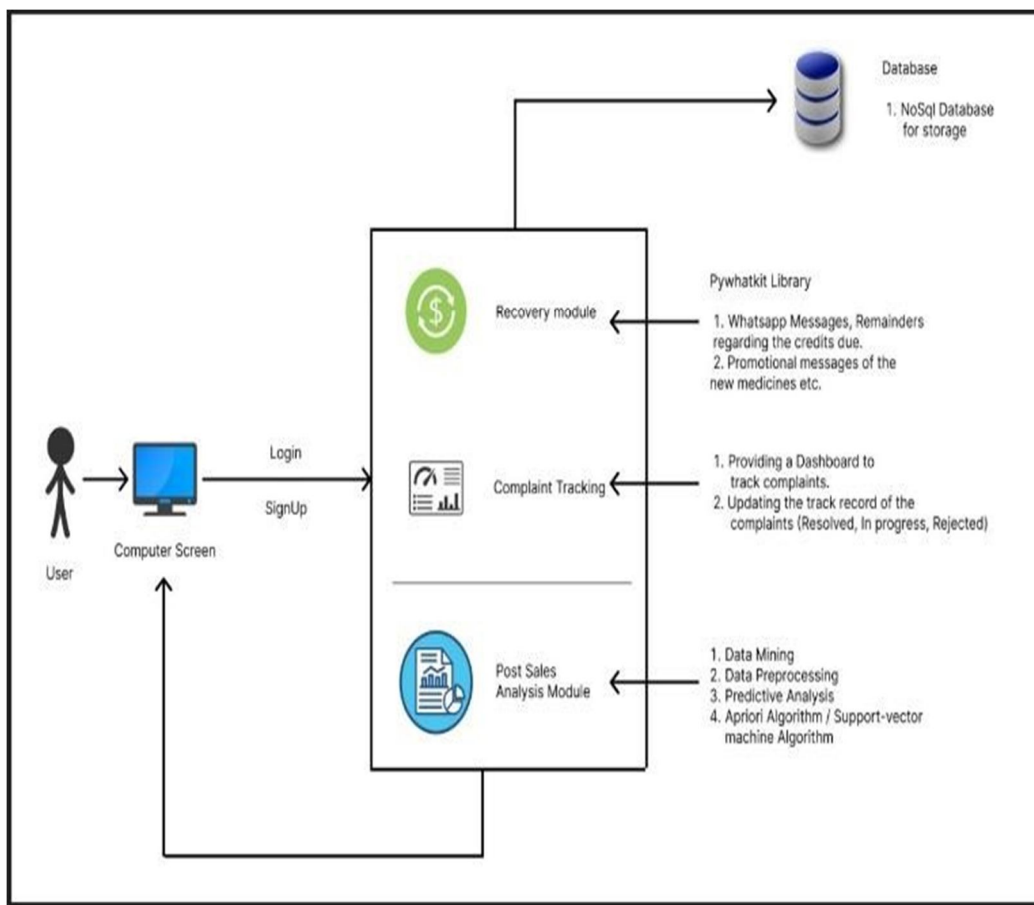 Database
1. NoSql Database
for storage
Recovery module
Pywhatkit Library
1. Whatsapp Messages, Remainders
regarding the credits due.
2. Promotional messages of the
new medicines etc.
User
Computer Screen
Login
SignUp
Complaint Tracking
1. Providing a Dashboard to
track complaints.
2. Updating the track record of the
complaints (Resolved, In progress, Rejected)
Post Sales
Analysis Module
1. Data Mining
2. Data Preprocessing
3. Predictive Analysis
4. Apriori Algorithm / Support-vector
machine Algorithm